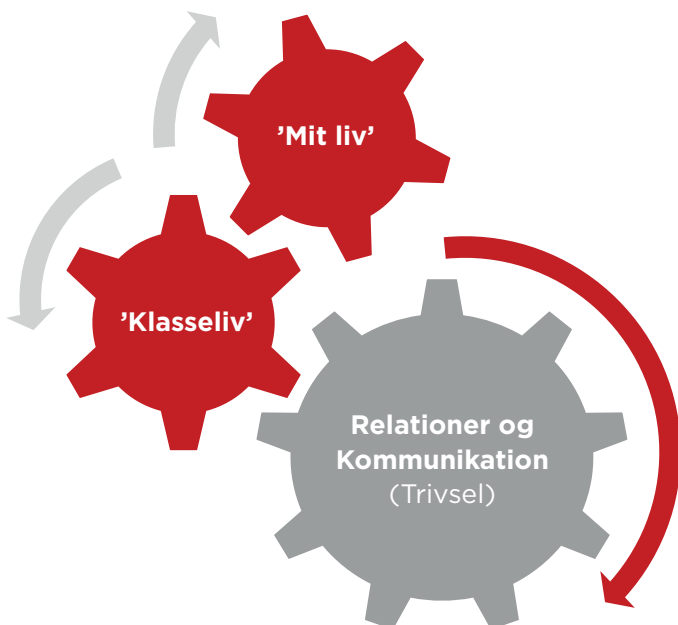 ’Mit liv’
’Klasseliv’
Relationer og
Kommunikation
(Trivsel)